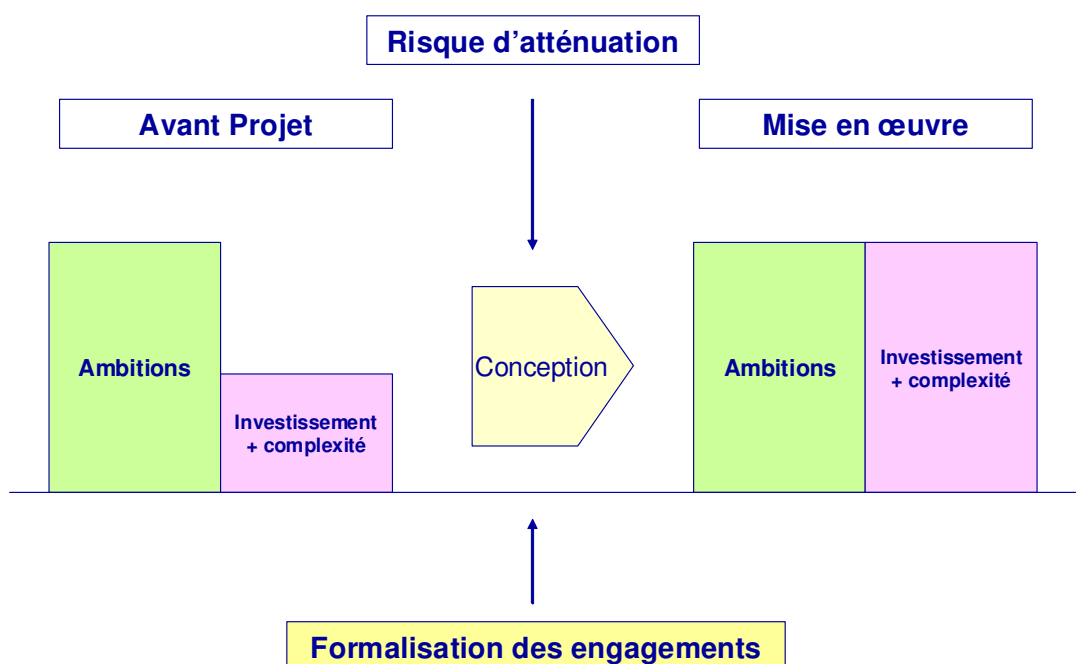 Risque d'atténuation
Avant Projet
Mise en œuvre
Ambitions
Investissement
+ complexité
Conception
Ambitions
Investissement
+ complexité
Formalisation des engagements